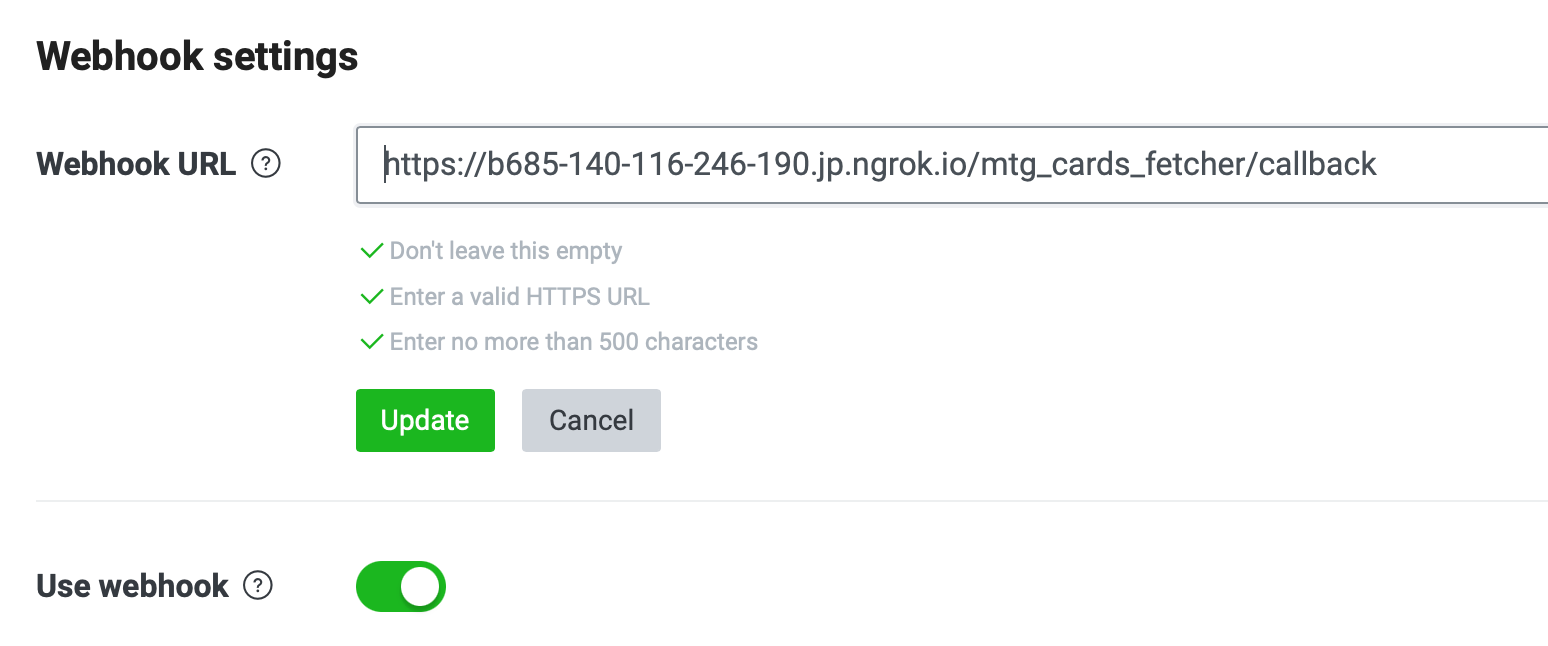 Webhook settings
Webhook URL ?
https://b685-140-116-246-190.jp.ngrok.io/mtg_cards_fetcher/callback
Don't leave this empty
Enter a valid HTTPS URL
Enter no more than 500 characters
Update Cancel
Use webhook ?